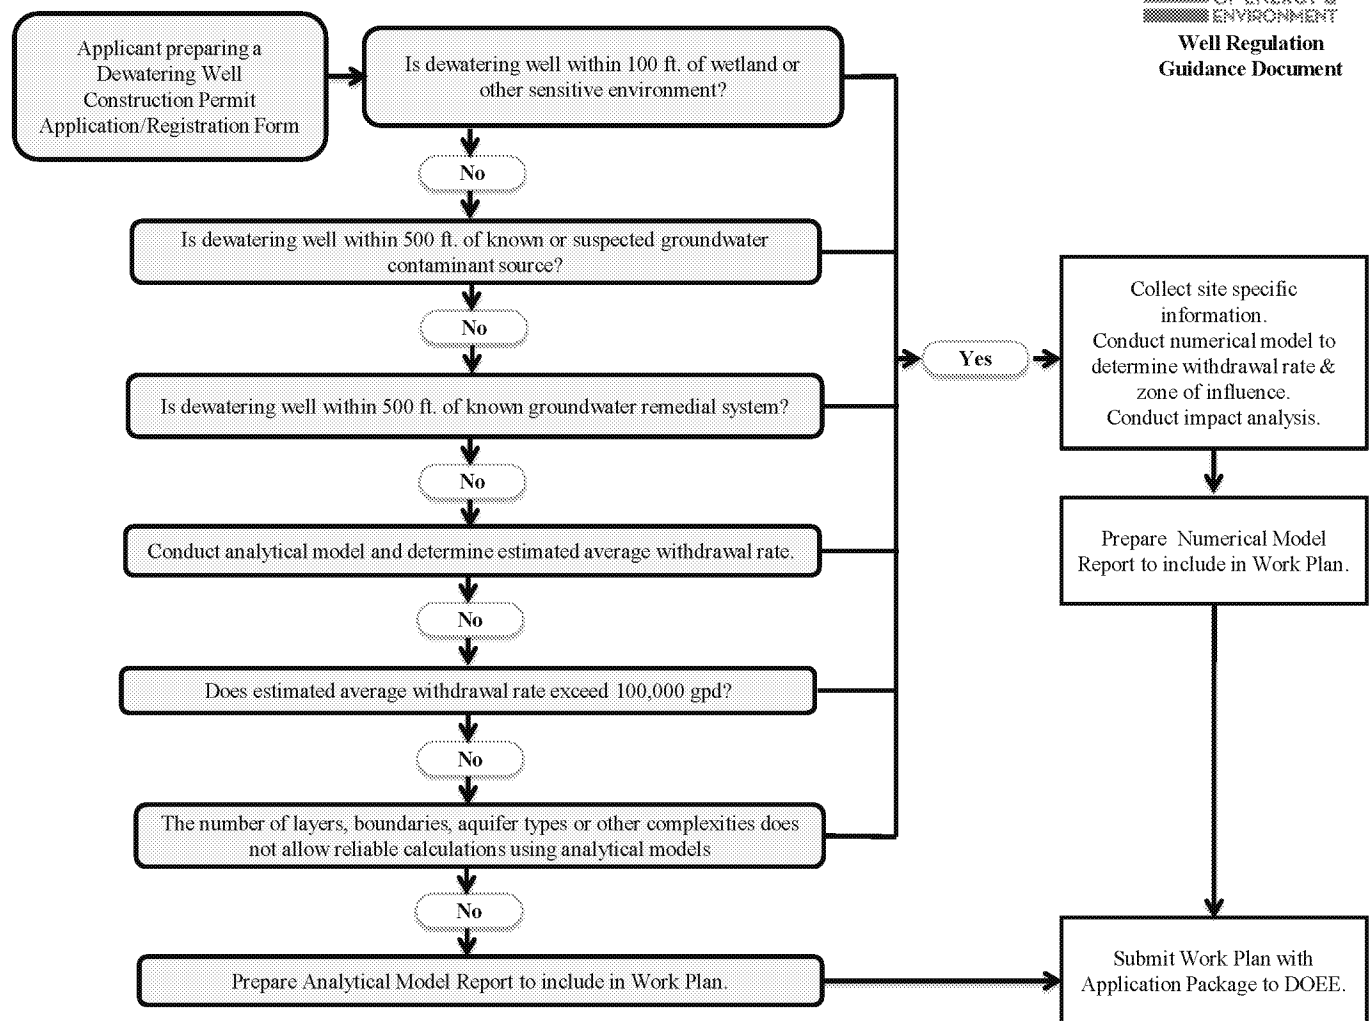 OF ENERGY &
ENVIRONMENT
Well Regulation
Guidance Document
Applicant preparing a
Dewatering Well
Construction Permit
Application/Registration Form
Is dewatering well within 100 ft. of wetland or
other sensitive environment?
No
Is dewatering well within 500 ft. of known or suspected groundwater
contaminant source?
No
Is dewatering well within 500 ft. of known groundwater remedial system?
No
Conduct analytical model and determine estimated average withdrawal rate.
No
Does estimated average withdrawal rate exceed 100,000 gpd?
No
The number of layers, boundaries, aquifer types or other complexities does
not allow reliable calculations using analytical models
No
Prepare Analytical Model Report to include in Work Plan.
Yes
Collect site specific
information.
Conduct numerical model to
determine withdrawal rate &
zone of influence.
Conduct impact analysis.
Prepare Numerical Model
Report to include in Work Plan.
Submit Work Plan with
Application Package to DOEE.